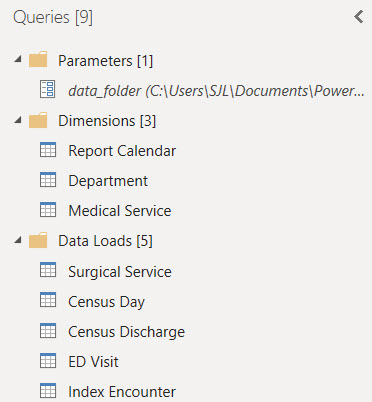 Queries [9]
Parameters [1]
data_folder (C:\Users\SJL\Documents\Power...
Dimensions [3]
Report Calendar
Department
Medical Service
Data Loads [5]
Surgical Service
Census Day
Census Discharge
ED Visit
Index Encounter